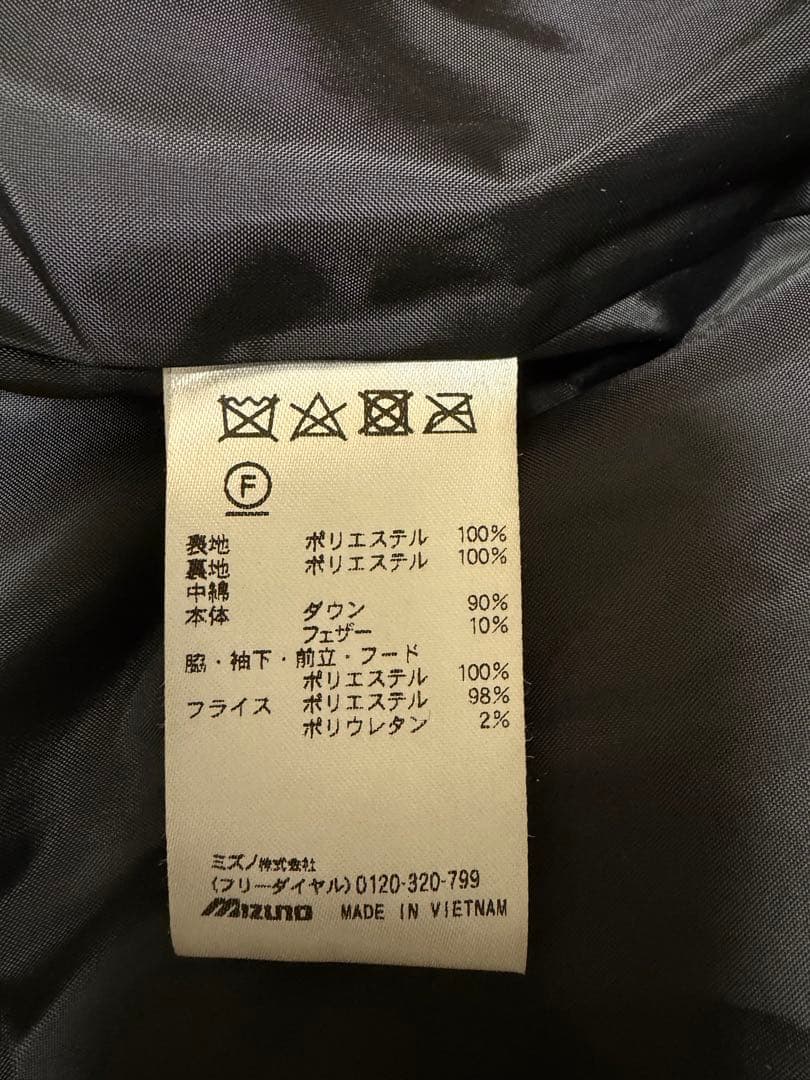 F
表地 ポリエステル 100%
裏地 ポリエステル 100%
中綿
本体 ダウン 90%
フェザー 10%
脇・袖下・前立・フード
ポリエステル 100%
フライス ポリエステル 98%
ポリウレタン 2%
ミズノ株式会社
(フリーダイヤル)0120-320-799
Mizuno MADE IN VIETNAM